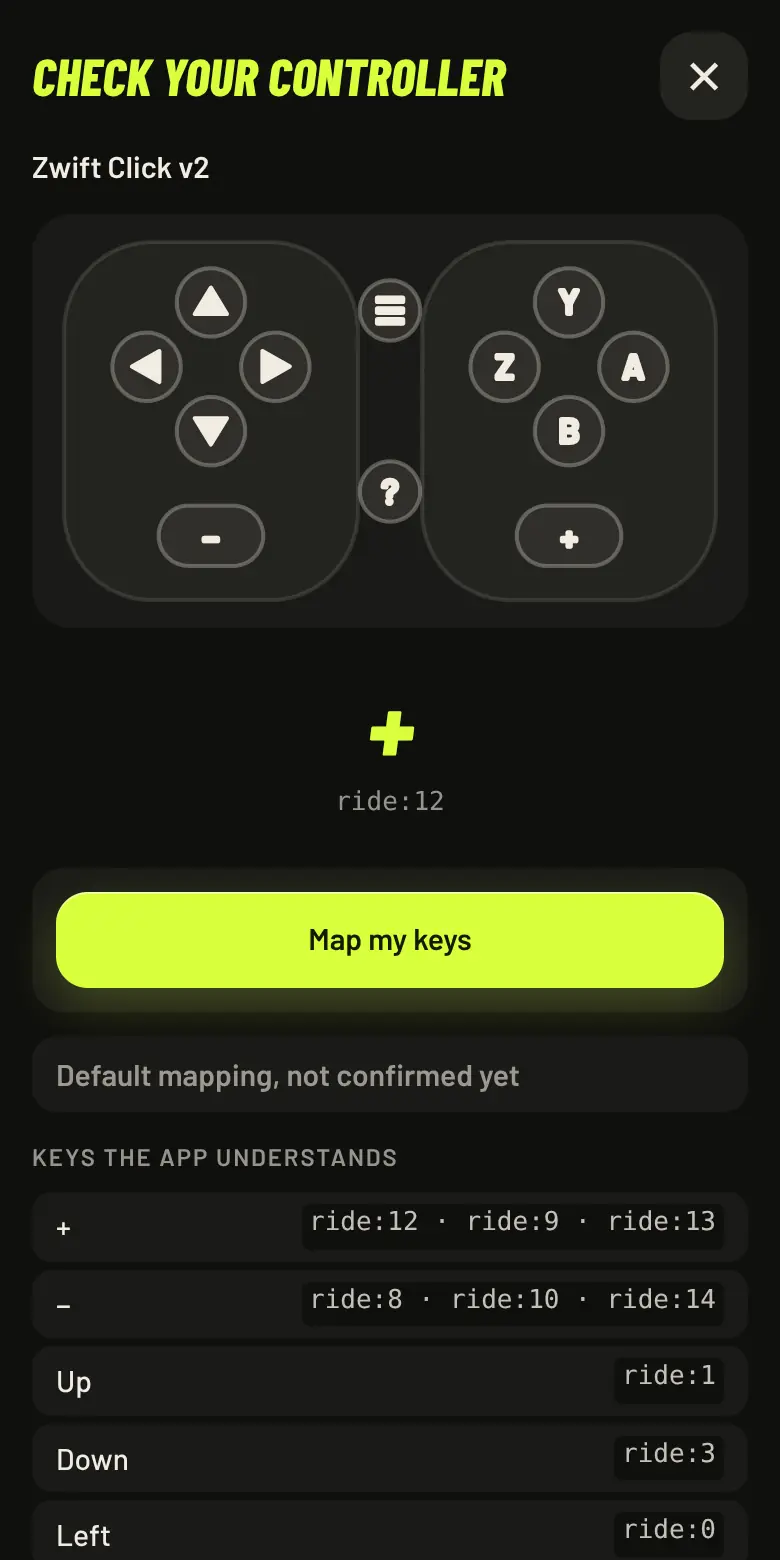 CHECK YOUR CONTROLLER
Zwift Click v2
Y
Z A
B
?
- +
+
ride:12
Map my keys
Default mapping, not confirmed yet
KEYS THE APP UNDERSTANDS
+ ride:12 · ride:9 · ride:13
− ride:8 · ride:10 · ride:14
Up ride:1
Down ride:3
Left ride:0